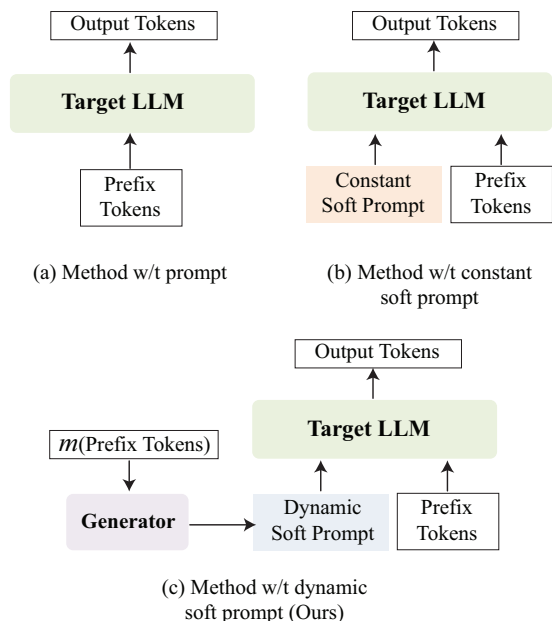 Output Tokens
Target LLM
Prefix
Tokens
(a) Method w/t prompt
Output Tokens
Target LLM
Constant
Soft Prompt
Prefix
Tokens
(b) Method w/t constant
soft prompt
Output Tokens
Target LLM
m(Prefix Tokens)
Generator
Dynamic
Soft Prompt
Prefix
Tokens
(c) Method w/t dynamic
soft prompt (Ours)